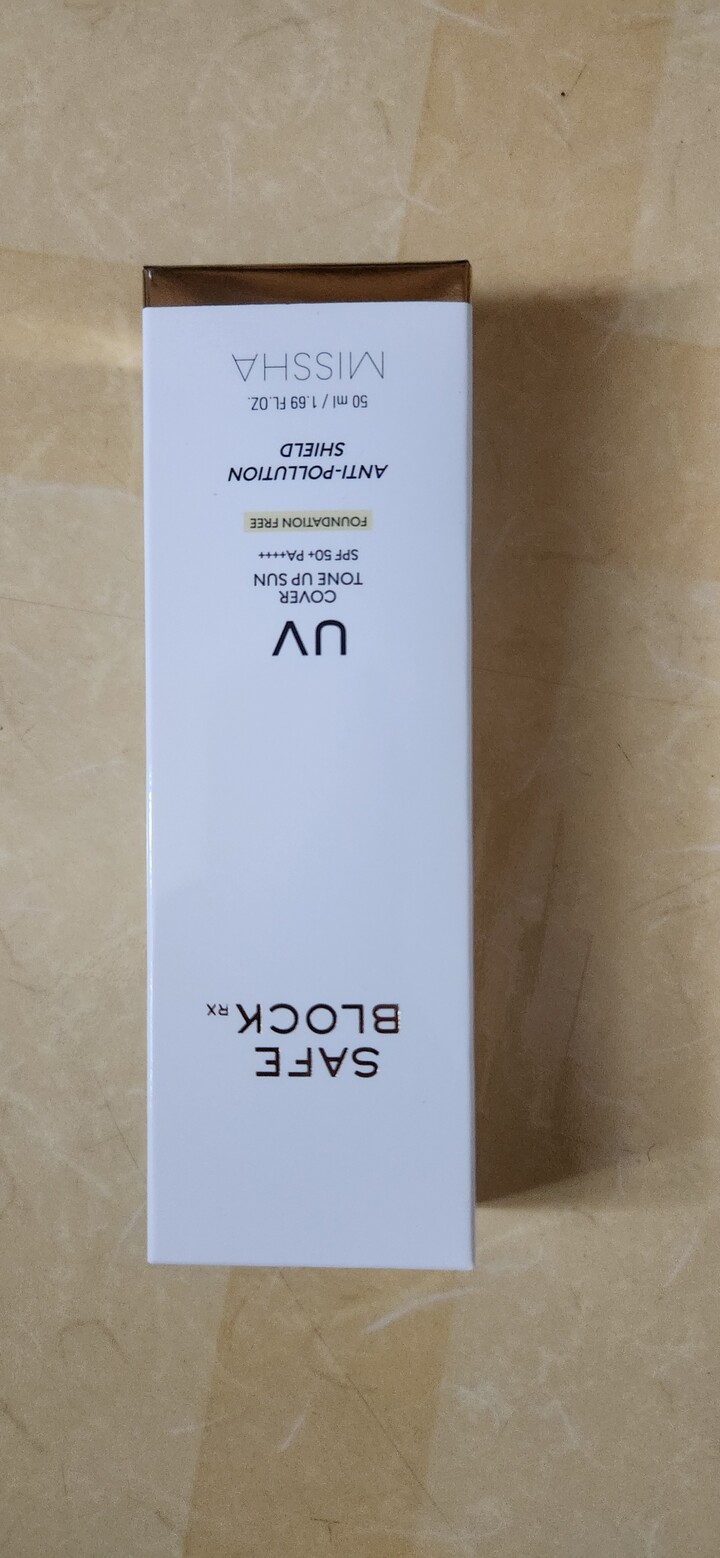 SAFE
BLOCK RX
UV
COVER
TONE UP SUN
SPF 50+ PA++++
FOUNDATION FREE
ANTI-POLLUTION
SHIELD
50 ml / 1.69 FL.OZ.
MISSHA